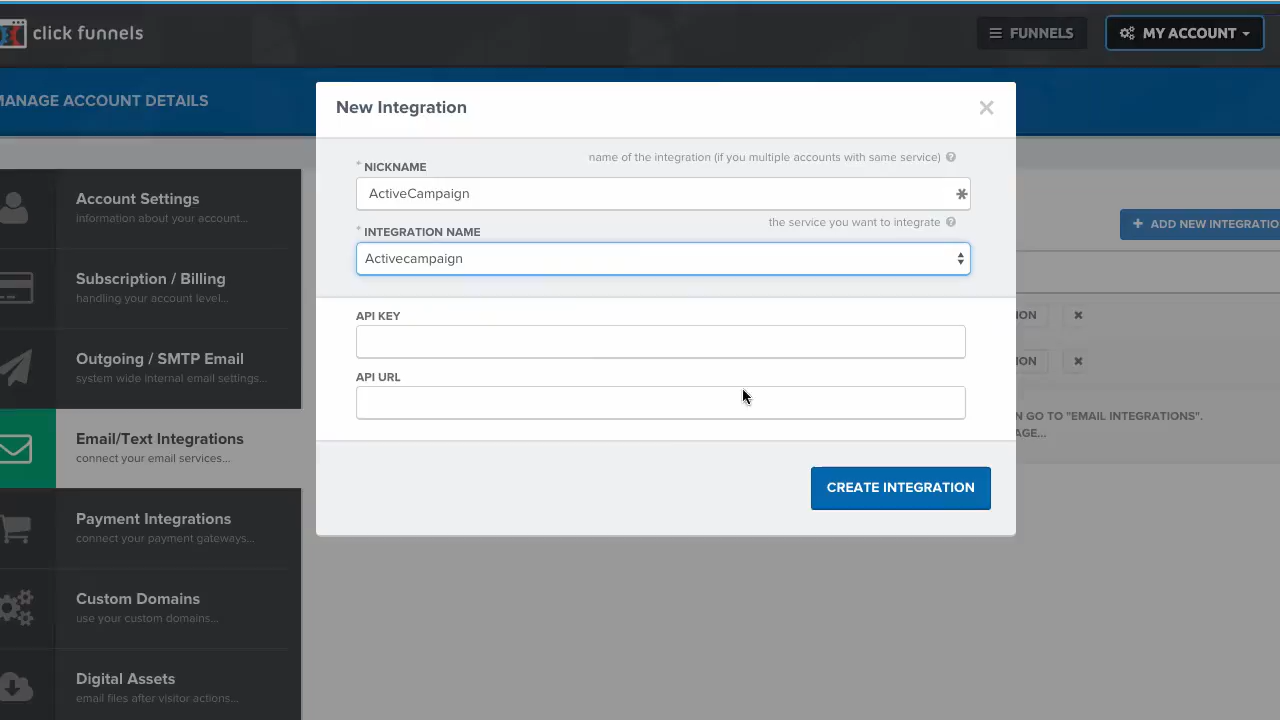 click funnels
FUNNELS
MY ACCOUNT
MANAGE ACCOUNT DETAILS
New Integration
name of the integration (if you multiple accounts with same service)
* NICKNAME
ActiveCampaign
the service you want to integrate
* INTEGRATION NAME
Activecampaign
API KEY
API URL
CREATE INTEGRATION
Account Settings
information about your account...
Subscription / Billing
handling your account level...
Outgoing / SMTP Email
system wide internal email settings...
Email/Text Integrations
connect your email services...
Payment Integrations
connect your payment gateways...
Custom Domains
use your custom domains...
Digital Assets
email files after visitor actions...
+ ADD NEW INTEGRATIO
ION
ION
N GO TO "EMAIL INTEGRATIONS".
AGE...